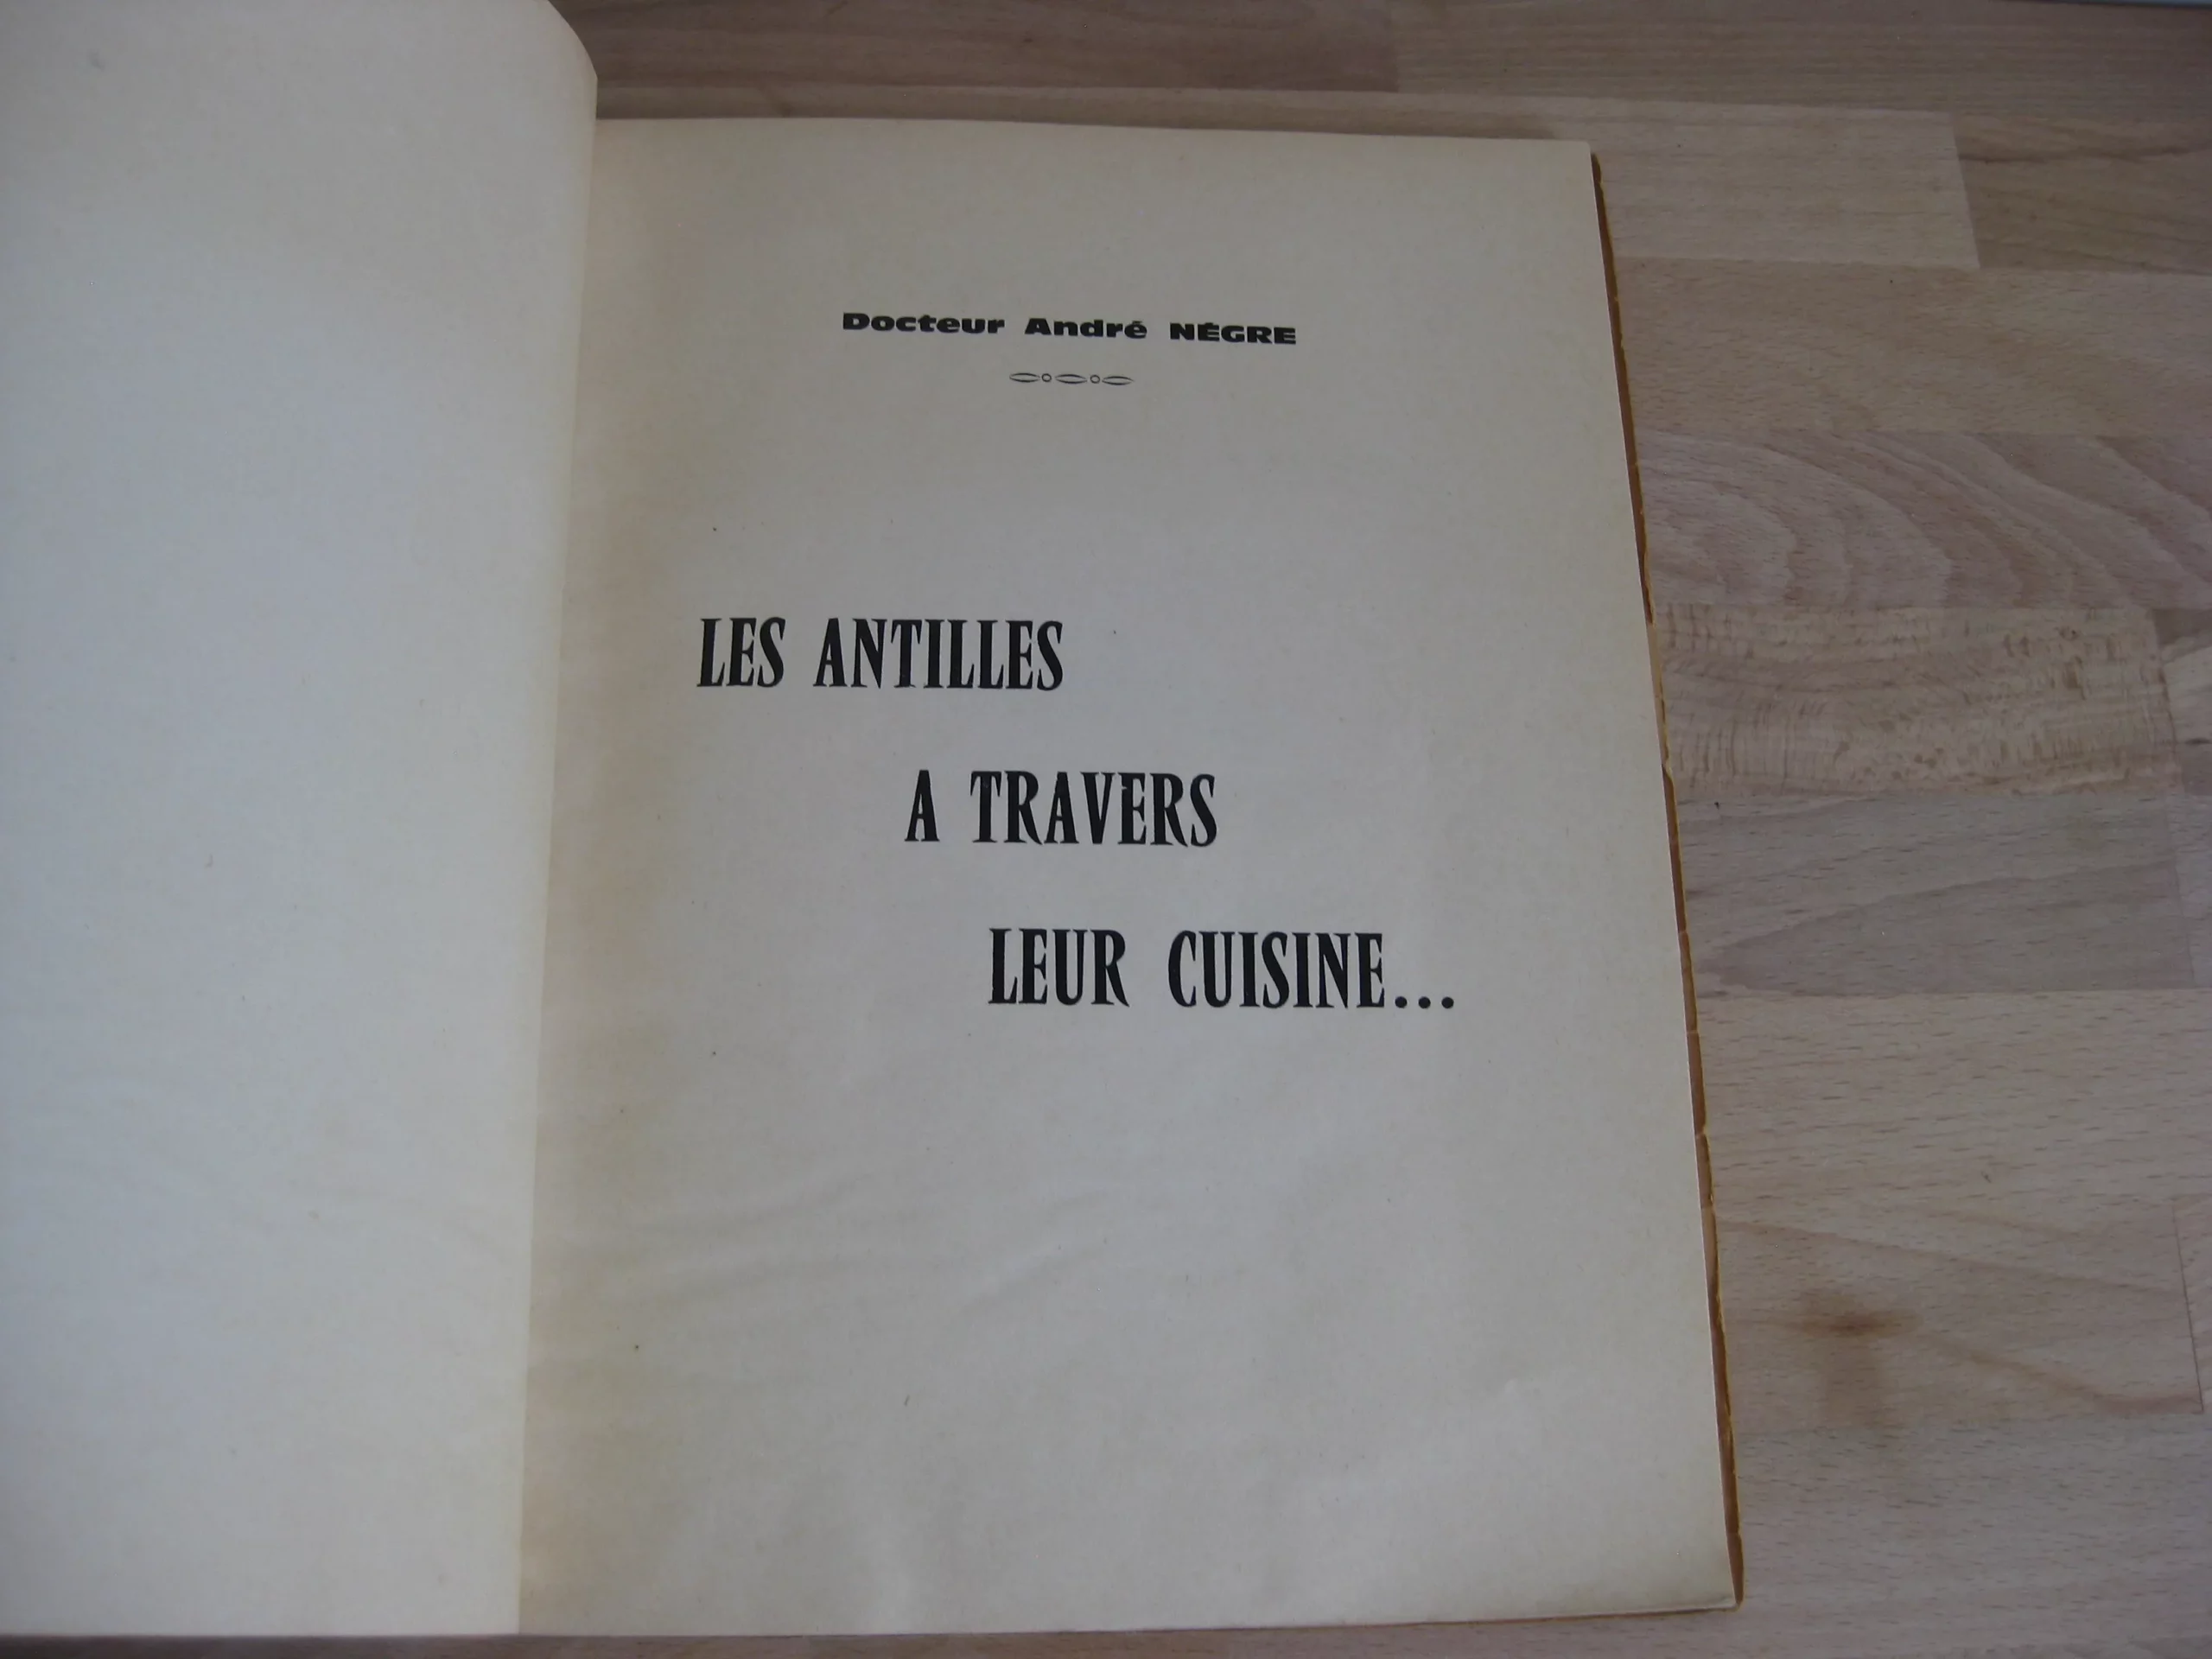 Docteur André NÉGRE
LES ANTILLES
A TRAVERS
LEUR CUISINE...